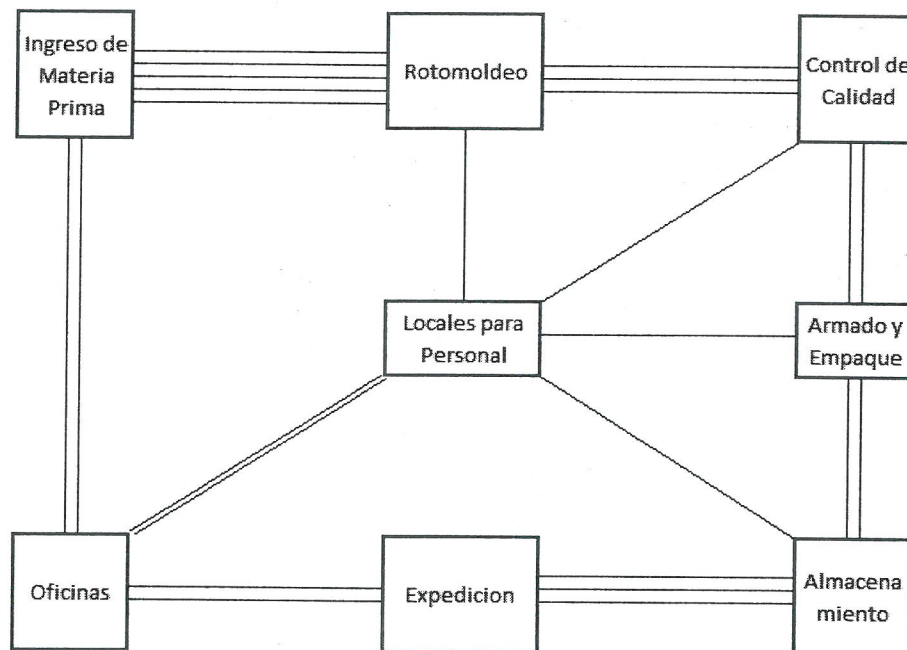 Ingreso de
Materia
Prima
Rotomoldeo
Control de
Calidad
Locales para
Personal
Armado y
Empaque
Oficinas
Expedicion
Almacena
miento